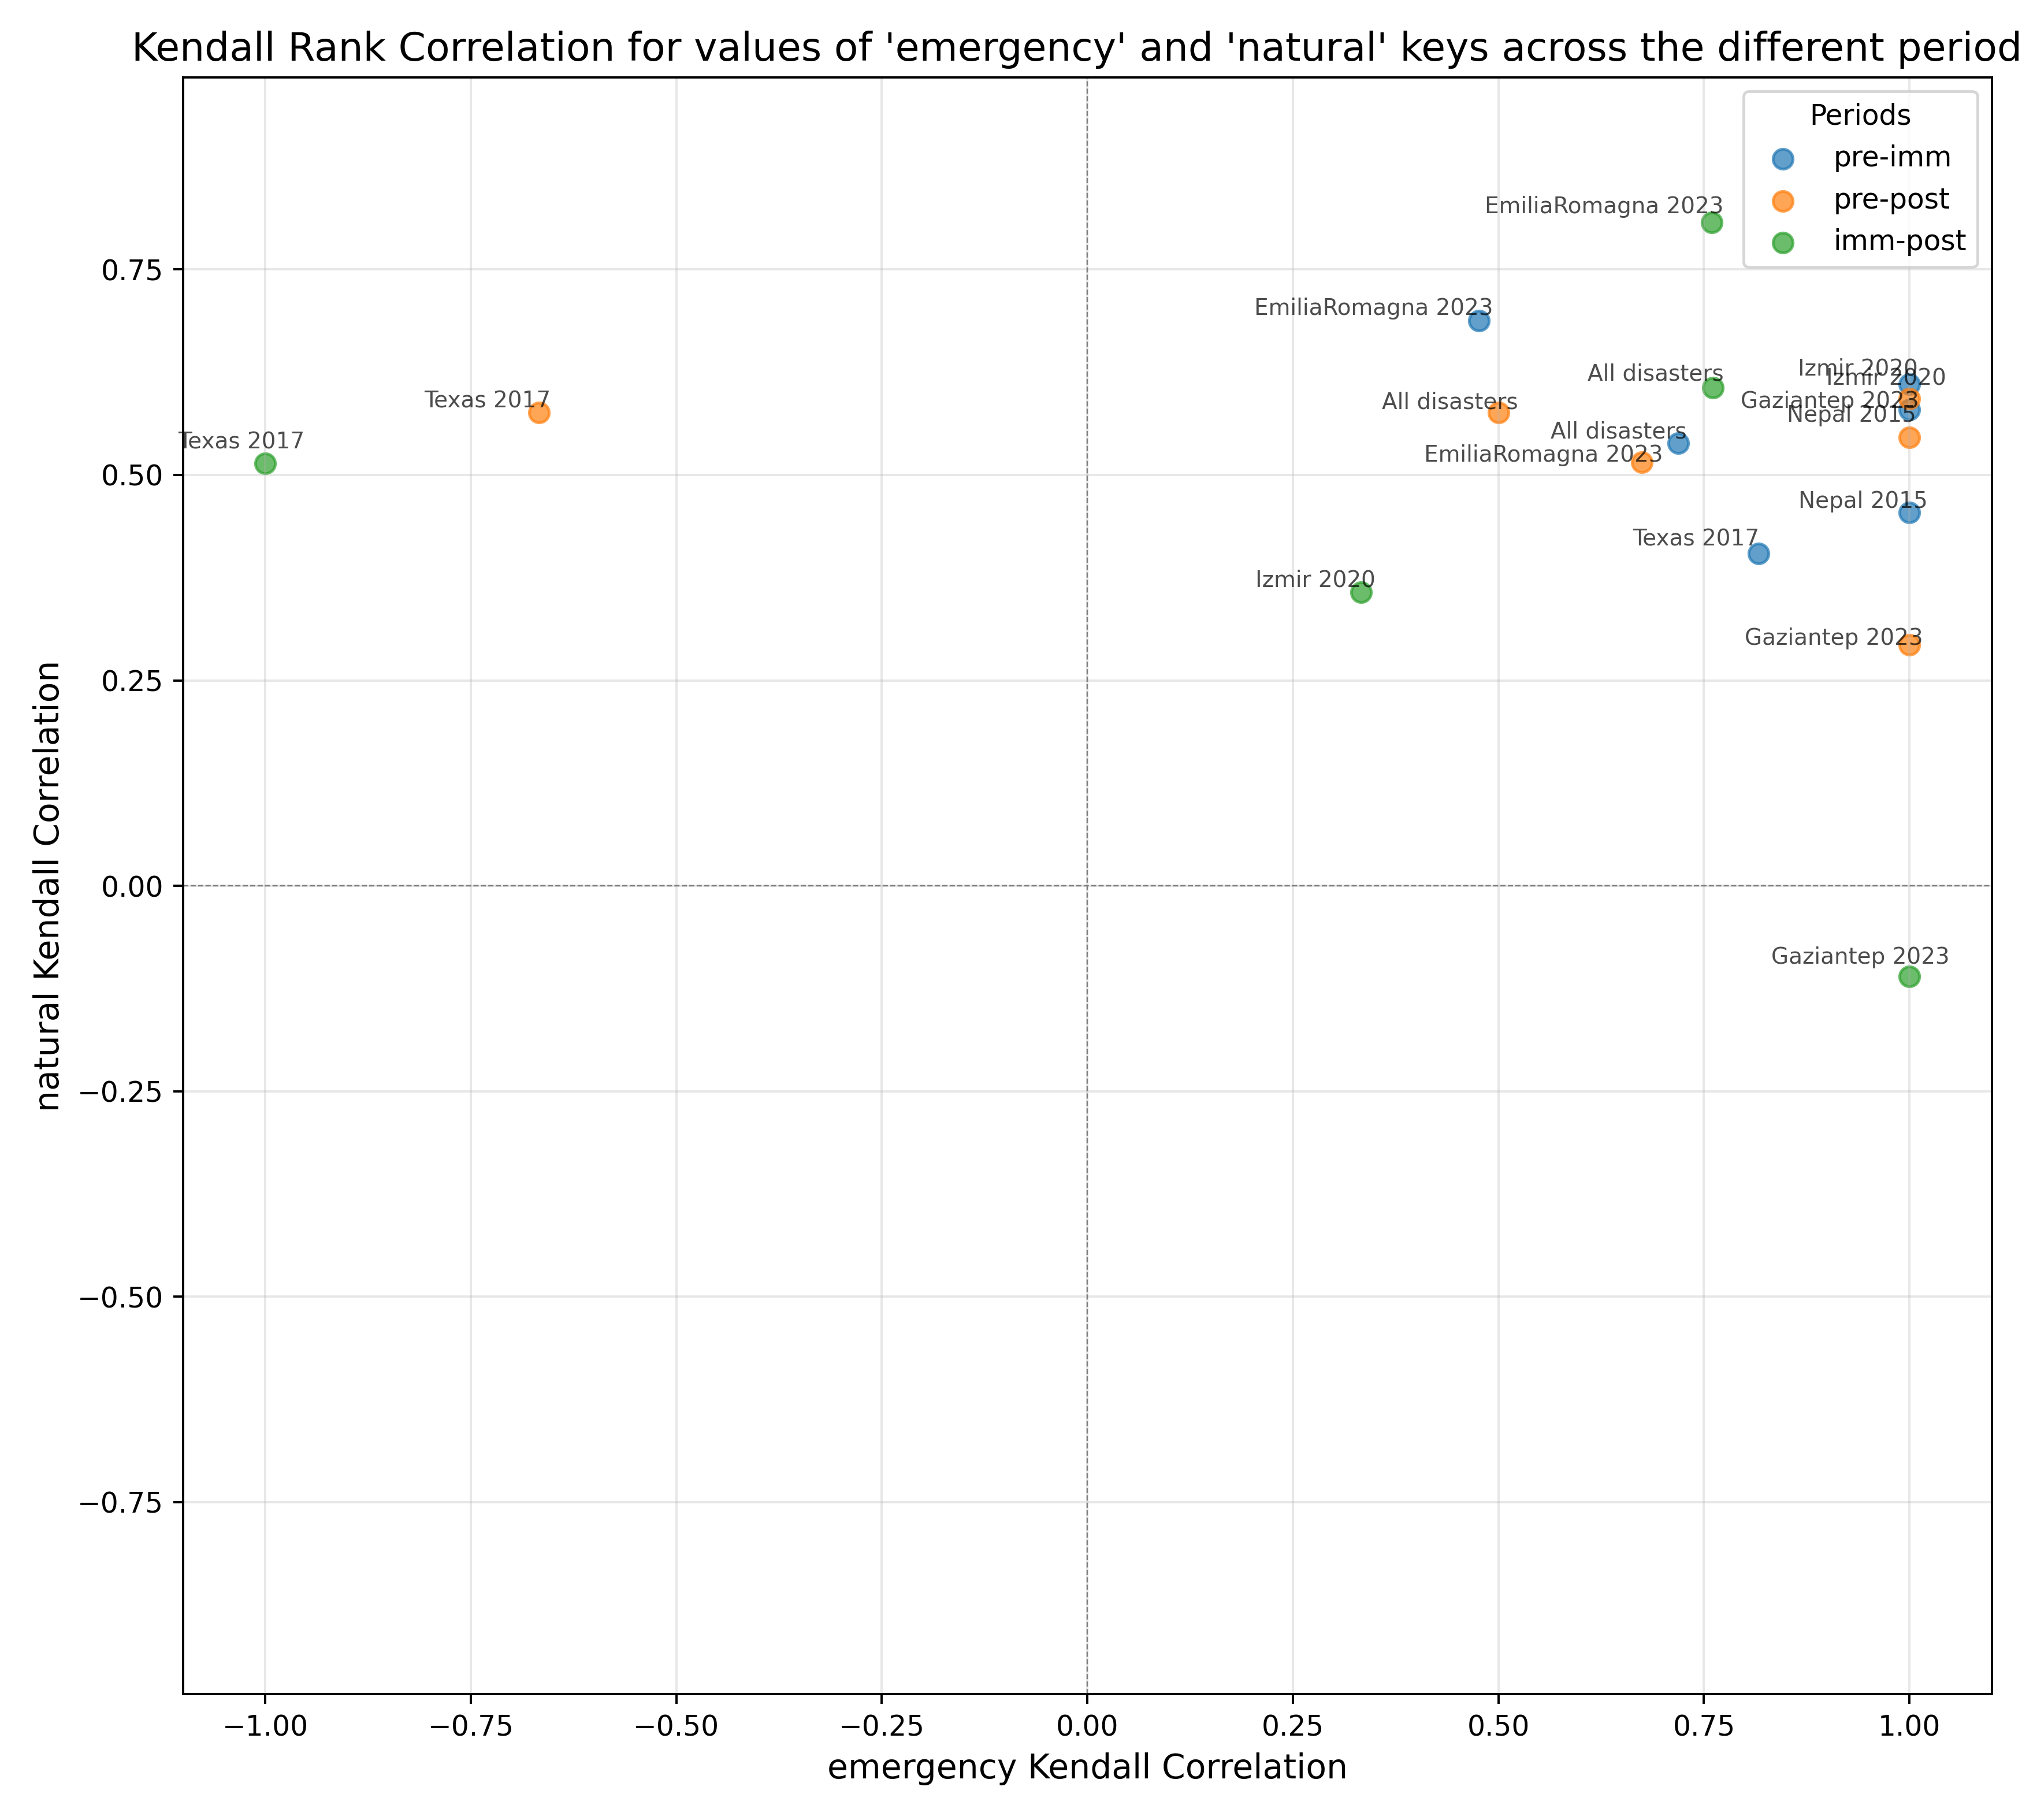 Kendall Rank Correlation for values of 'emergency' and 'natural' keys across the different period
Periods
pre-imm
pre-post
imm-post
EmiliaRomagna 2023
EmiliaRomagna 2023
Izmir 2020
Izmir 2020
All disasters
Gaziantep 2023
Texas 2017
All disasters
Nepal 2015
Texas 2017
All disasters
EmiliaRomagna 2023
Nepal 2015
Texas 2017
Izmir 2020
Gaziantep 2023
Gaziantep 2023
0.75
0.50
0.25
0.00
−0.25
−0.50
−0.75
natural Kendall Correlation
−1.00
−0.75
−0.50
−0.25
0.00
0.25
0.50
0.75
1.00
emergency Kendall Correlation